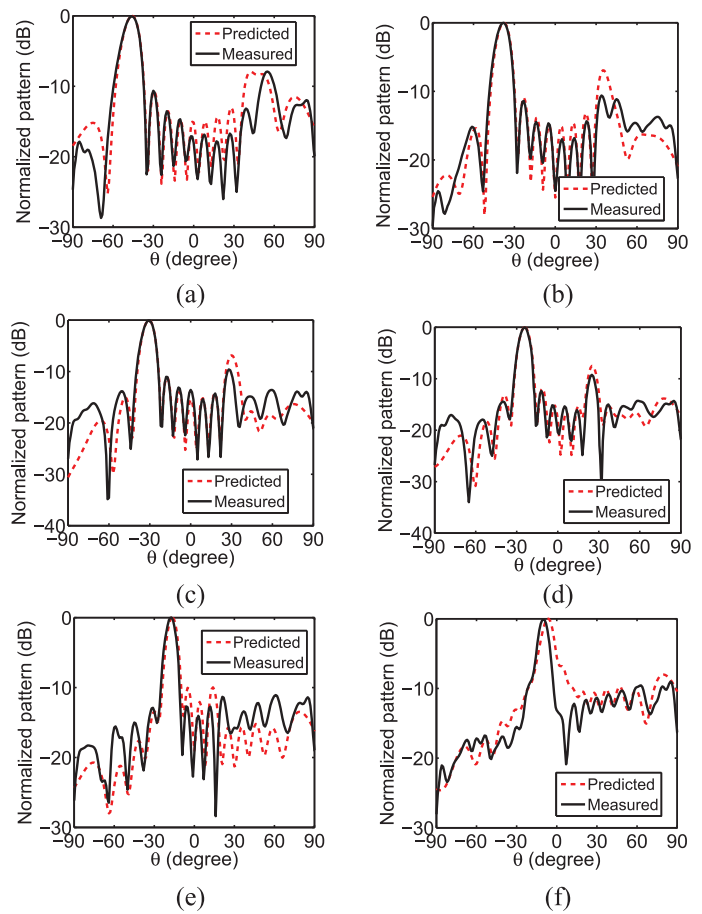 Normalized pattern (dB)
0
−10
−20
−30
−90 −60 −30 0 30 60 90
θ (degree)
Predicted
Measured
(a)
Normalized pattern (dB)
0
−10
−20
−30
−90 −60 −30 0 30 60 90
θ (degree)
Predicted
Measured
(b)
Normalized pattern (dB)
0
−10
−20
−30
−40
−90 −60 −30 0 30 60 90
θ (degree)
Predicted
Measured
(c)
Normalized pattern (dB)
0
−10
−20
−30
−40
−90 −60 −30 0 30 60 90
θ (degree)
Predicted
Measured
(d)
Normalized pattern (dB)
0
−10
−20
−30
−90 −60 −30 0 30 60 90
θ (degree)
Predicted
Measured
(e)
Normalized pattern (dB)
0
−10
−20
−30
−90 −60 −30 0 30 60 90
θ (degree)
Predicted
Measured
(f)